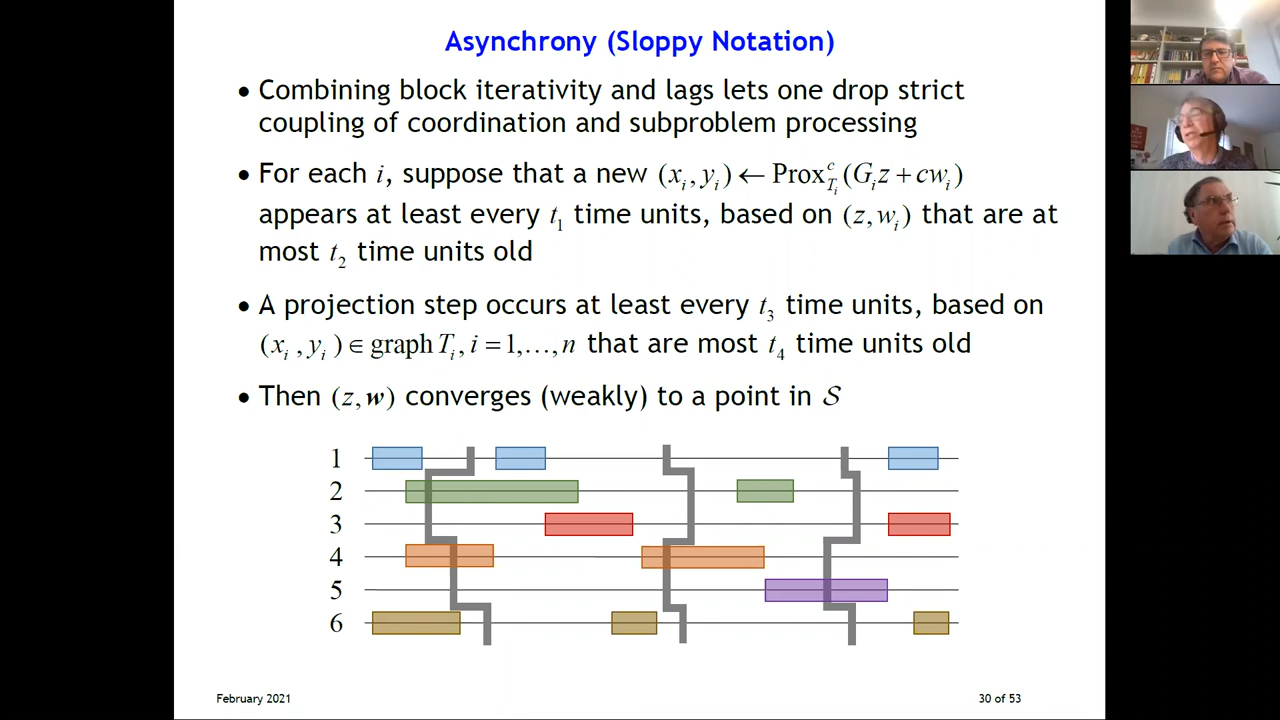 Asynchrony (Sloppy Notation)
• Combining block iterativity and lags lets one drop strict
coupling of coordination and subproblem processing
• For each i, suppose that a new (xᵢ, yᵢ) ← Prox^c_{Tᵢ}(Gᵢz + cwᵢ)
appears at least every t₁ time units, based on (z, wᵢ) that are at
most t₂ time units old
• A projection step occurs at least every t₃ time units, based on
(xᵢ, yᵢ) ∈ graph Tᵢ, i = 1,…,n that are most t₄ time units old
• Then (z, w) converges (weakly) to a point in 𝒮
1
2
3
4
5
6
February 2021
30 of 53